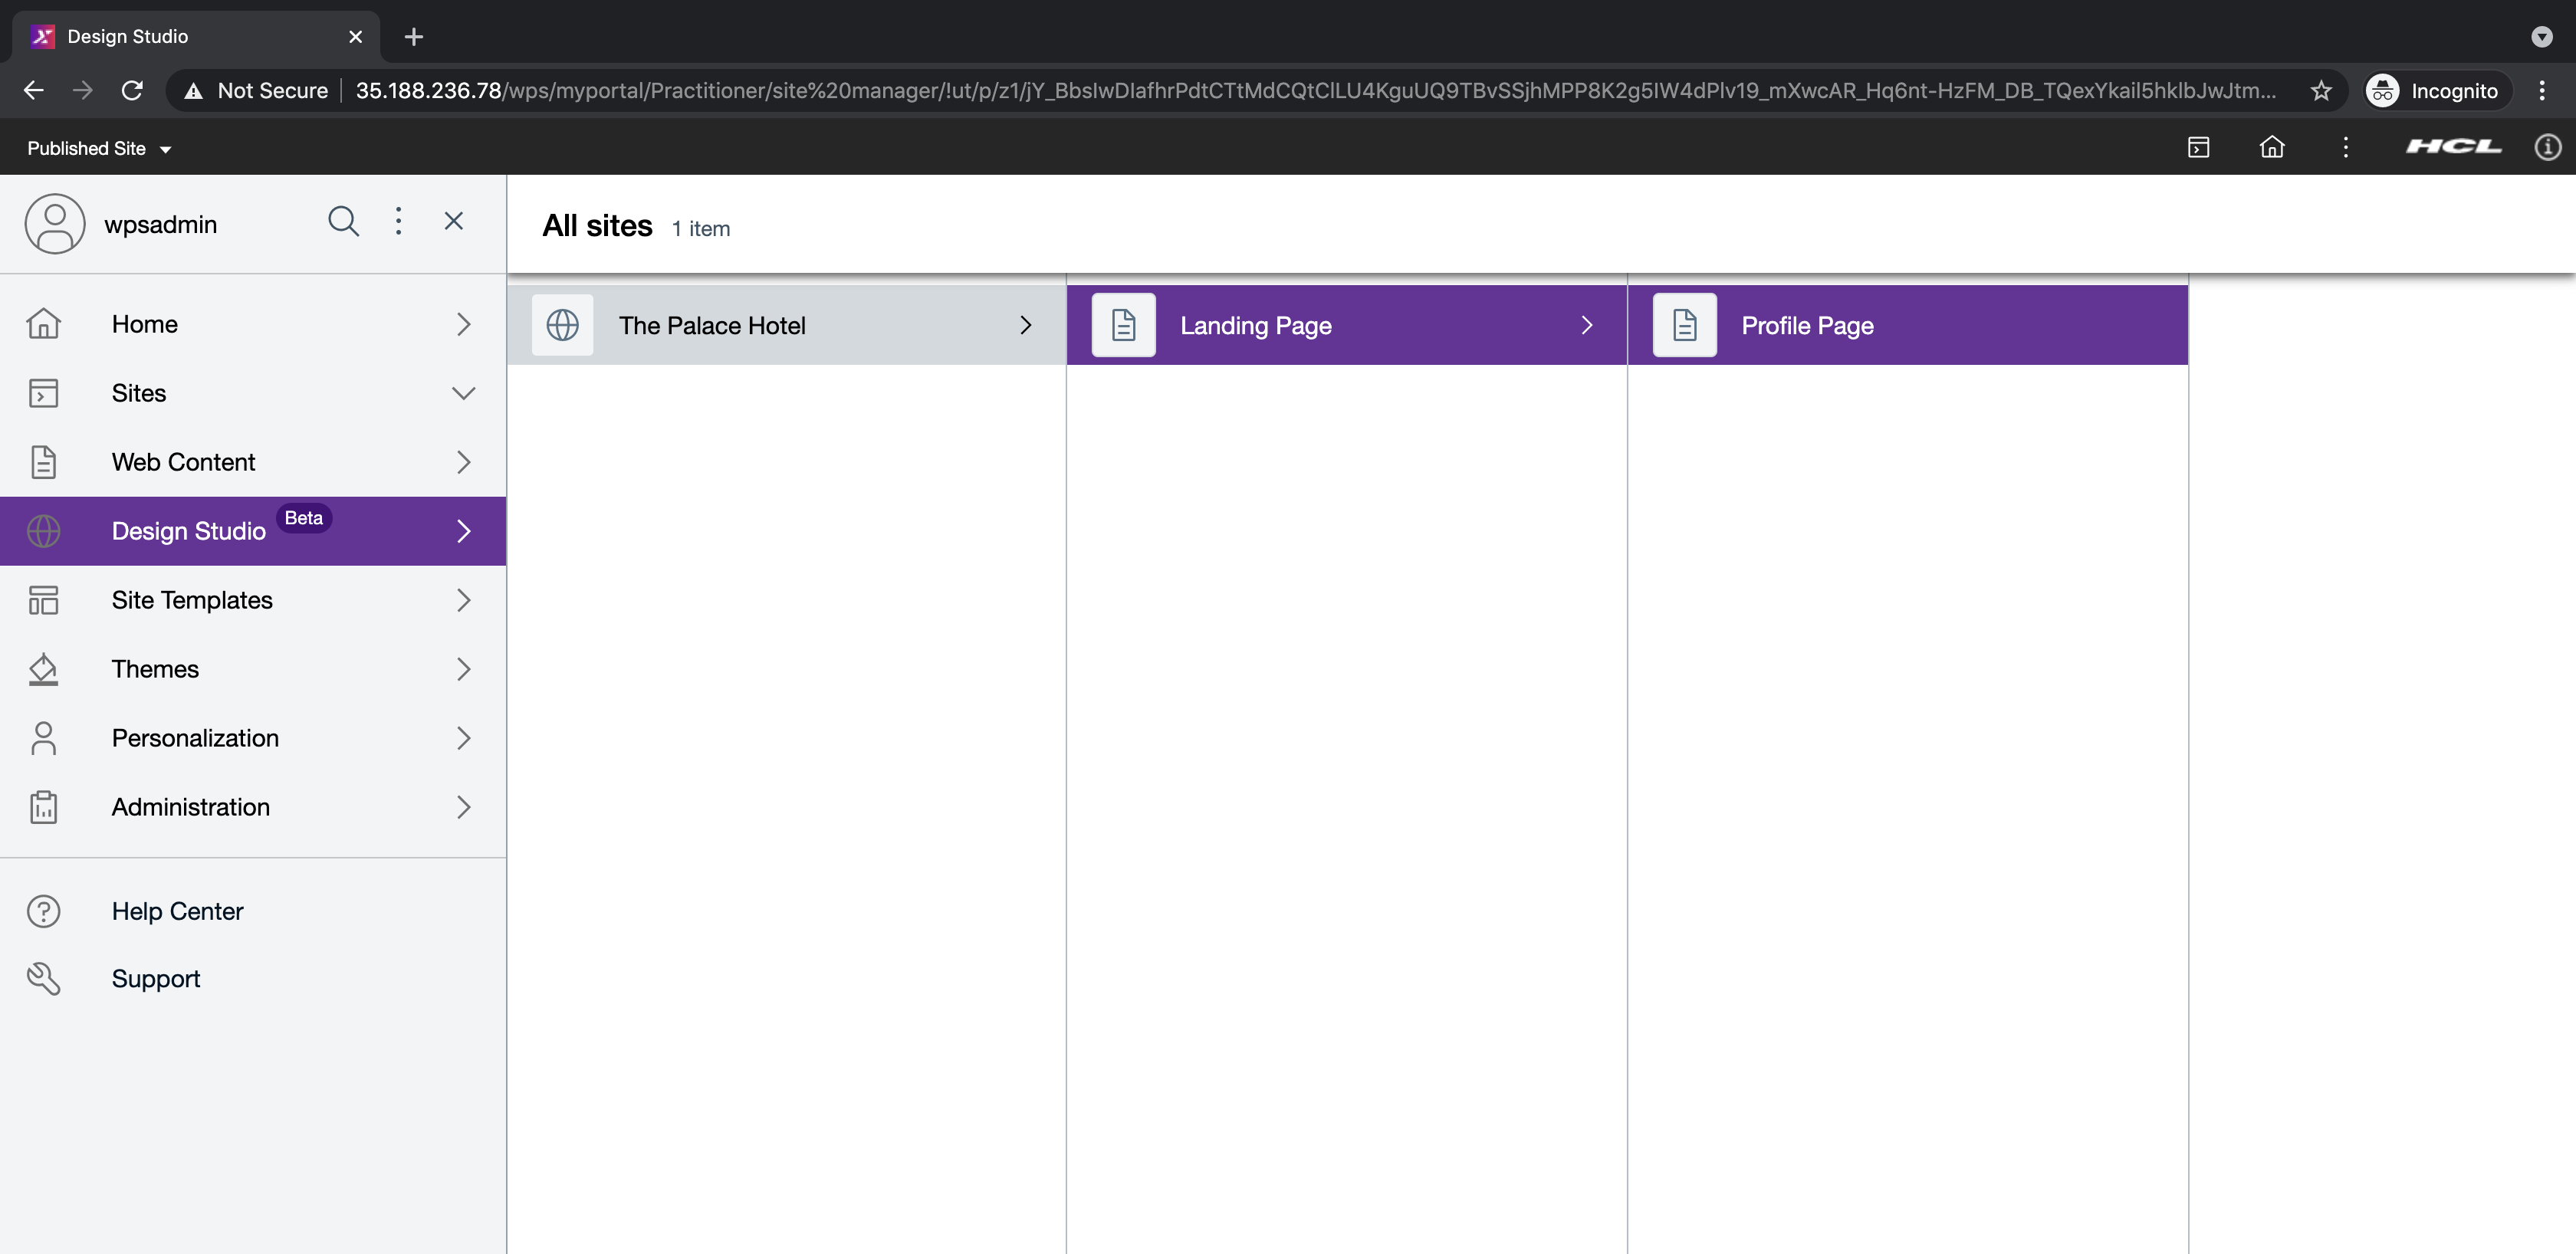 Design Studio
Not Secure
35.188.236.78/wps/myportal/Practitioner/site%20manager/!ut/p/z1/jY_BbsIwDIafhrPdtCTtMdCQtClLU4KguUQ9TBvSSjhMPP8K2g5IW4dPlv19_mXwcAR_Hq6nt-HzFM_DB_TQexYkail5hklbJwJtm...
Incognito
Published Site
HCL
wpsadmin
All sites 1 item
Home
Sites
Web Content
Design Studio Beta
Site Templates
Themes
Personalization
Administration
Help Center
Support
The Palace Hotel
Landing Page
Profile Page